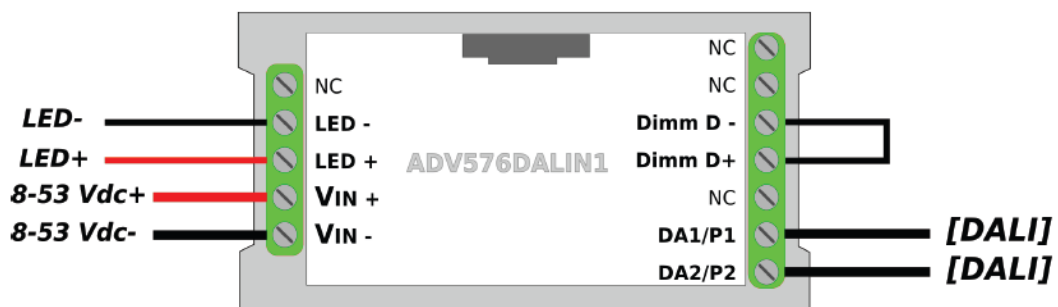 NC
NC
LED- LED - Dimm D -
LED+ LED + ADV576DALIN1 Dimm D+
8-53 Vdc+ VIN + NC
8-53 Vdc- VIN - DA1/P1 [DALI]
DA2/P2 [DALI]
NC